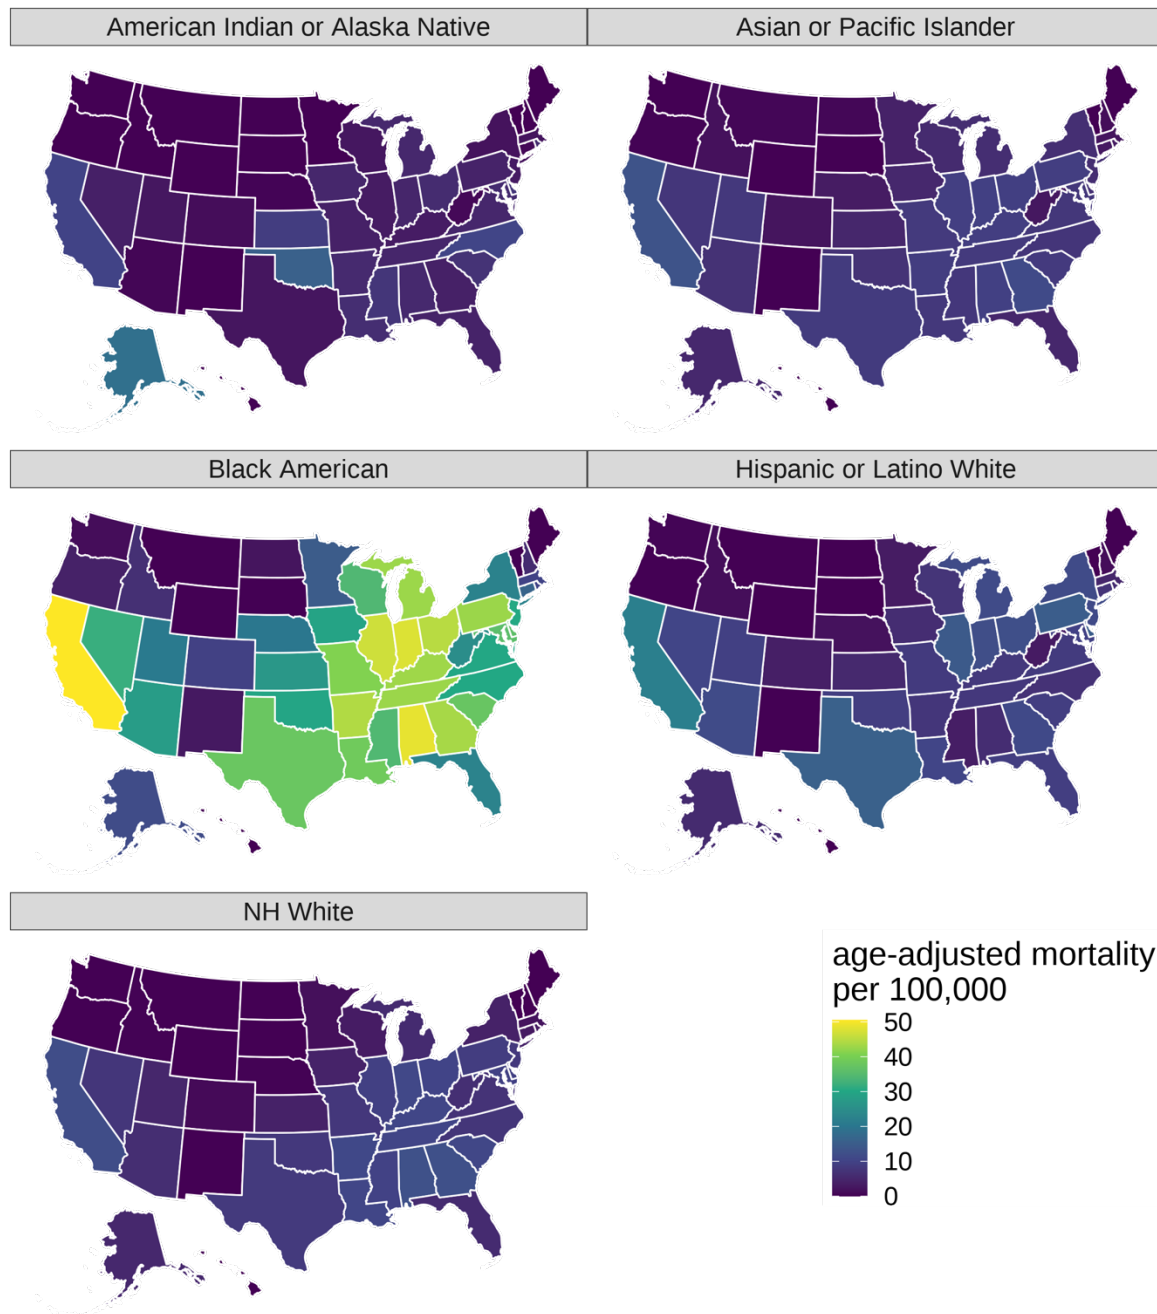 American Indian or Alaska Native
Asian or Pacific Islander
Black American
Hispanic or Latino White
NH White
age-adjusted mortality
per 100,000
50
40
30
20
10
0